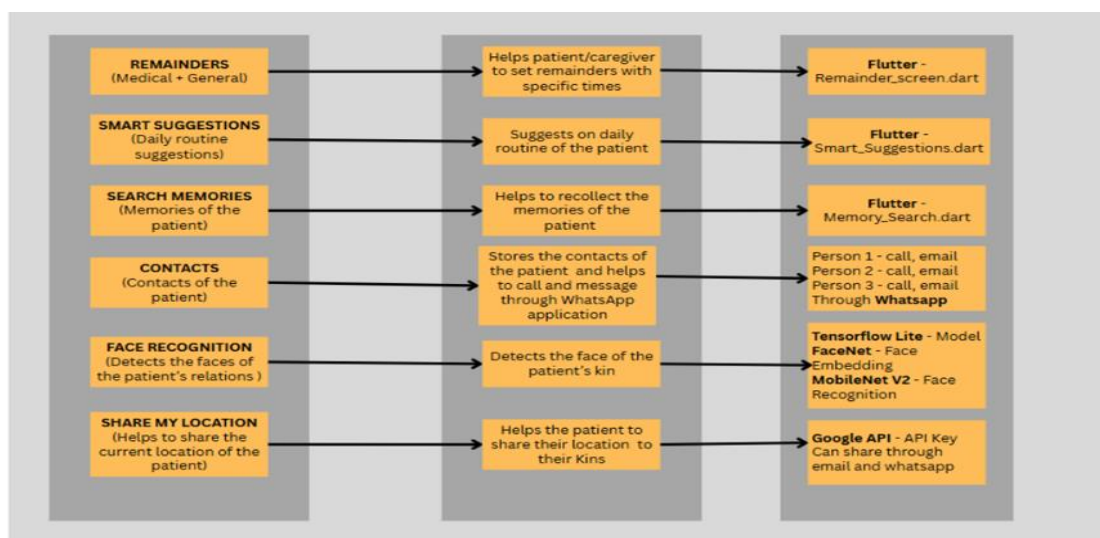 REMAINDERS
(Medical + General)
Helps patient/caregiver
to set remainders with
specific times
Flutter -
Remainder_screen.dart
SMART SUGGESTIONS
(Daily routine
suggestions)
Suggests on daily
routine of the patient
Flutter -
Smart_Suggestions.dart
SEARCH MEMORIES
(Memories of the
patient)
Helps to recollect the
memories of the
patient
Flutter -
Memory_Search.dart
CONTACTS
(Contacts of the
patient)
Stores the contacts
of the patient and helps
to call and message
through WhatsApp
application
Person 1 - call, email
Person 2 - call, email
Person 3 - call, email
Through Whatsapp
FACE RECOGNITION
(Detects the faces of
the patient's relations )
Detects the face of the
patient's kin
Tensorflow Lite - Model
FaceNet - Face
Embedding
MobileNet V2 - Face
Recognition
SHARE MY LOCATION
(Helps to share the
current location of the
patient)
Helps the patient to
share their location to
their Kins
Google API - API Key
Can share through
email and whatsapp